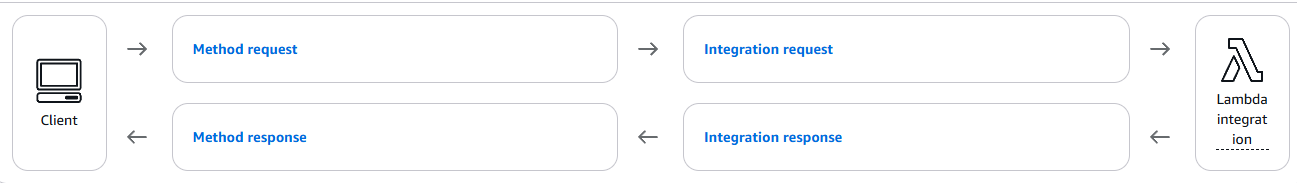 Method request
Integration request
Client
Lambda
integrat
ion
Method response
Integration response